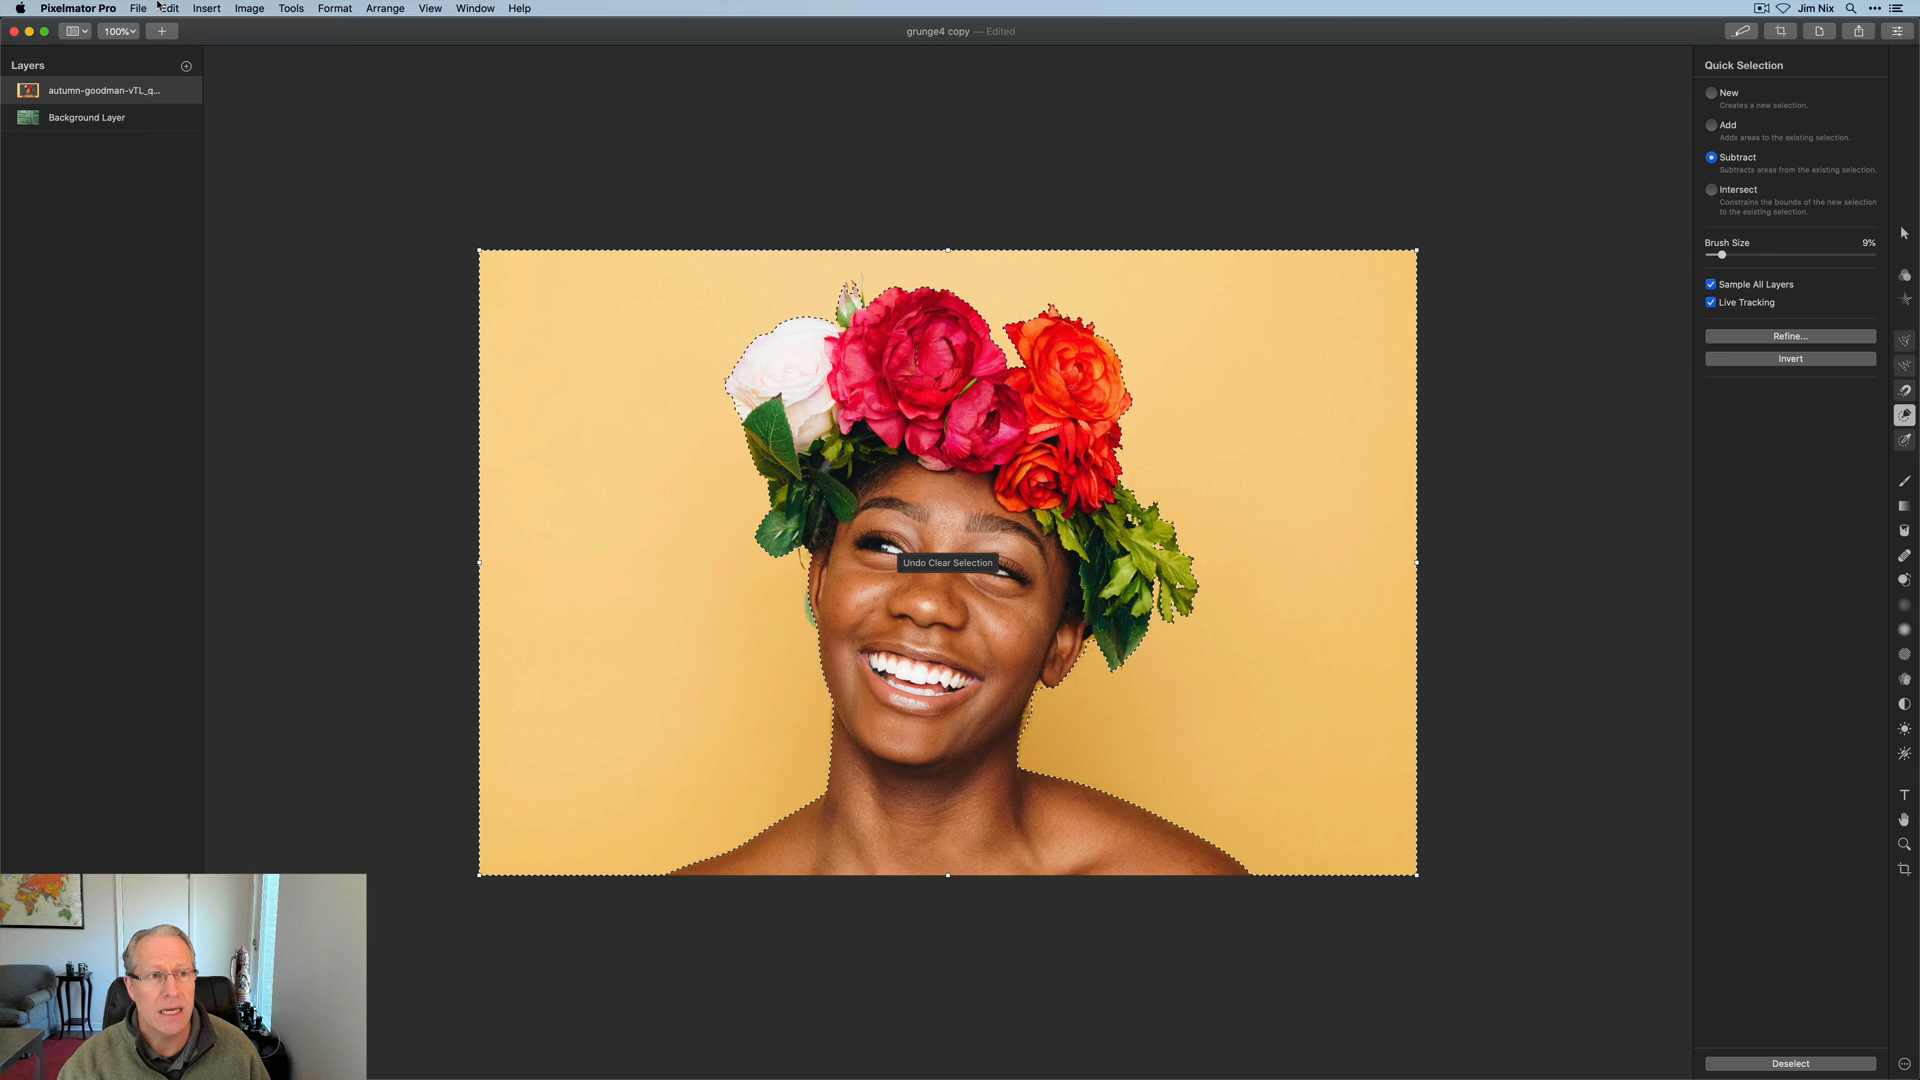 Pixelmator Pro File Edit Insert Image Tools Format Arrange View Window Help Jim Nix
100% grunge4 copy — Edited
Layers
autumn-goodman-vTL_q...
Background Layer
Quick Selection
New
Creates a new selection.
Add
Adds areas to the existing selection.
Subtract
Subtracts areas from the existing selection.
Intersect
Constrains the bounds of the new selection
to the existing selection.
Brush Size 9%
Sample All Layers
Live Tracking
Refine...
Invert
Undo Clear Selection
T
Deselect